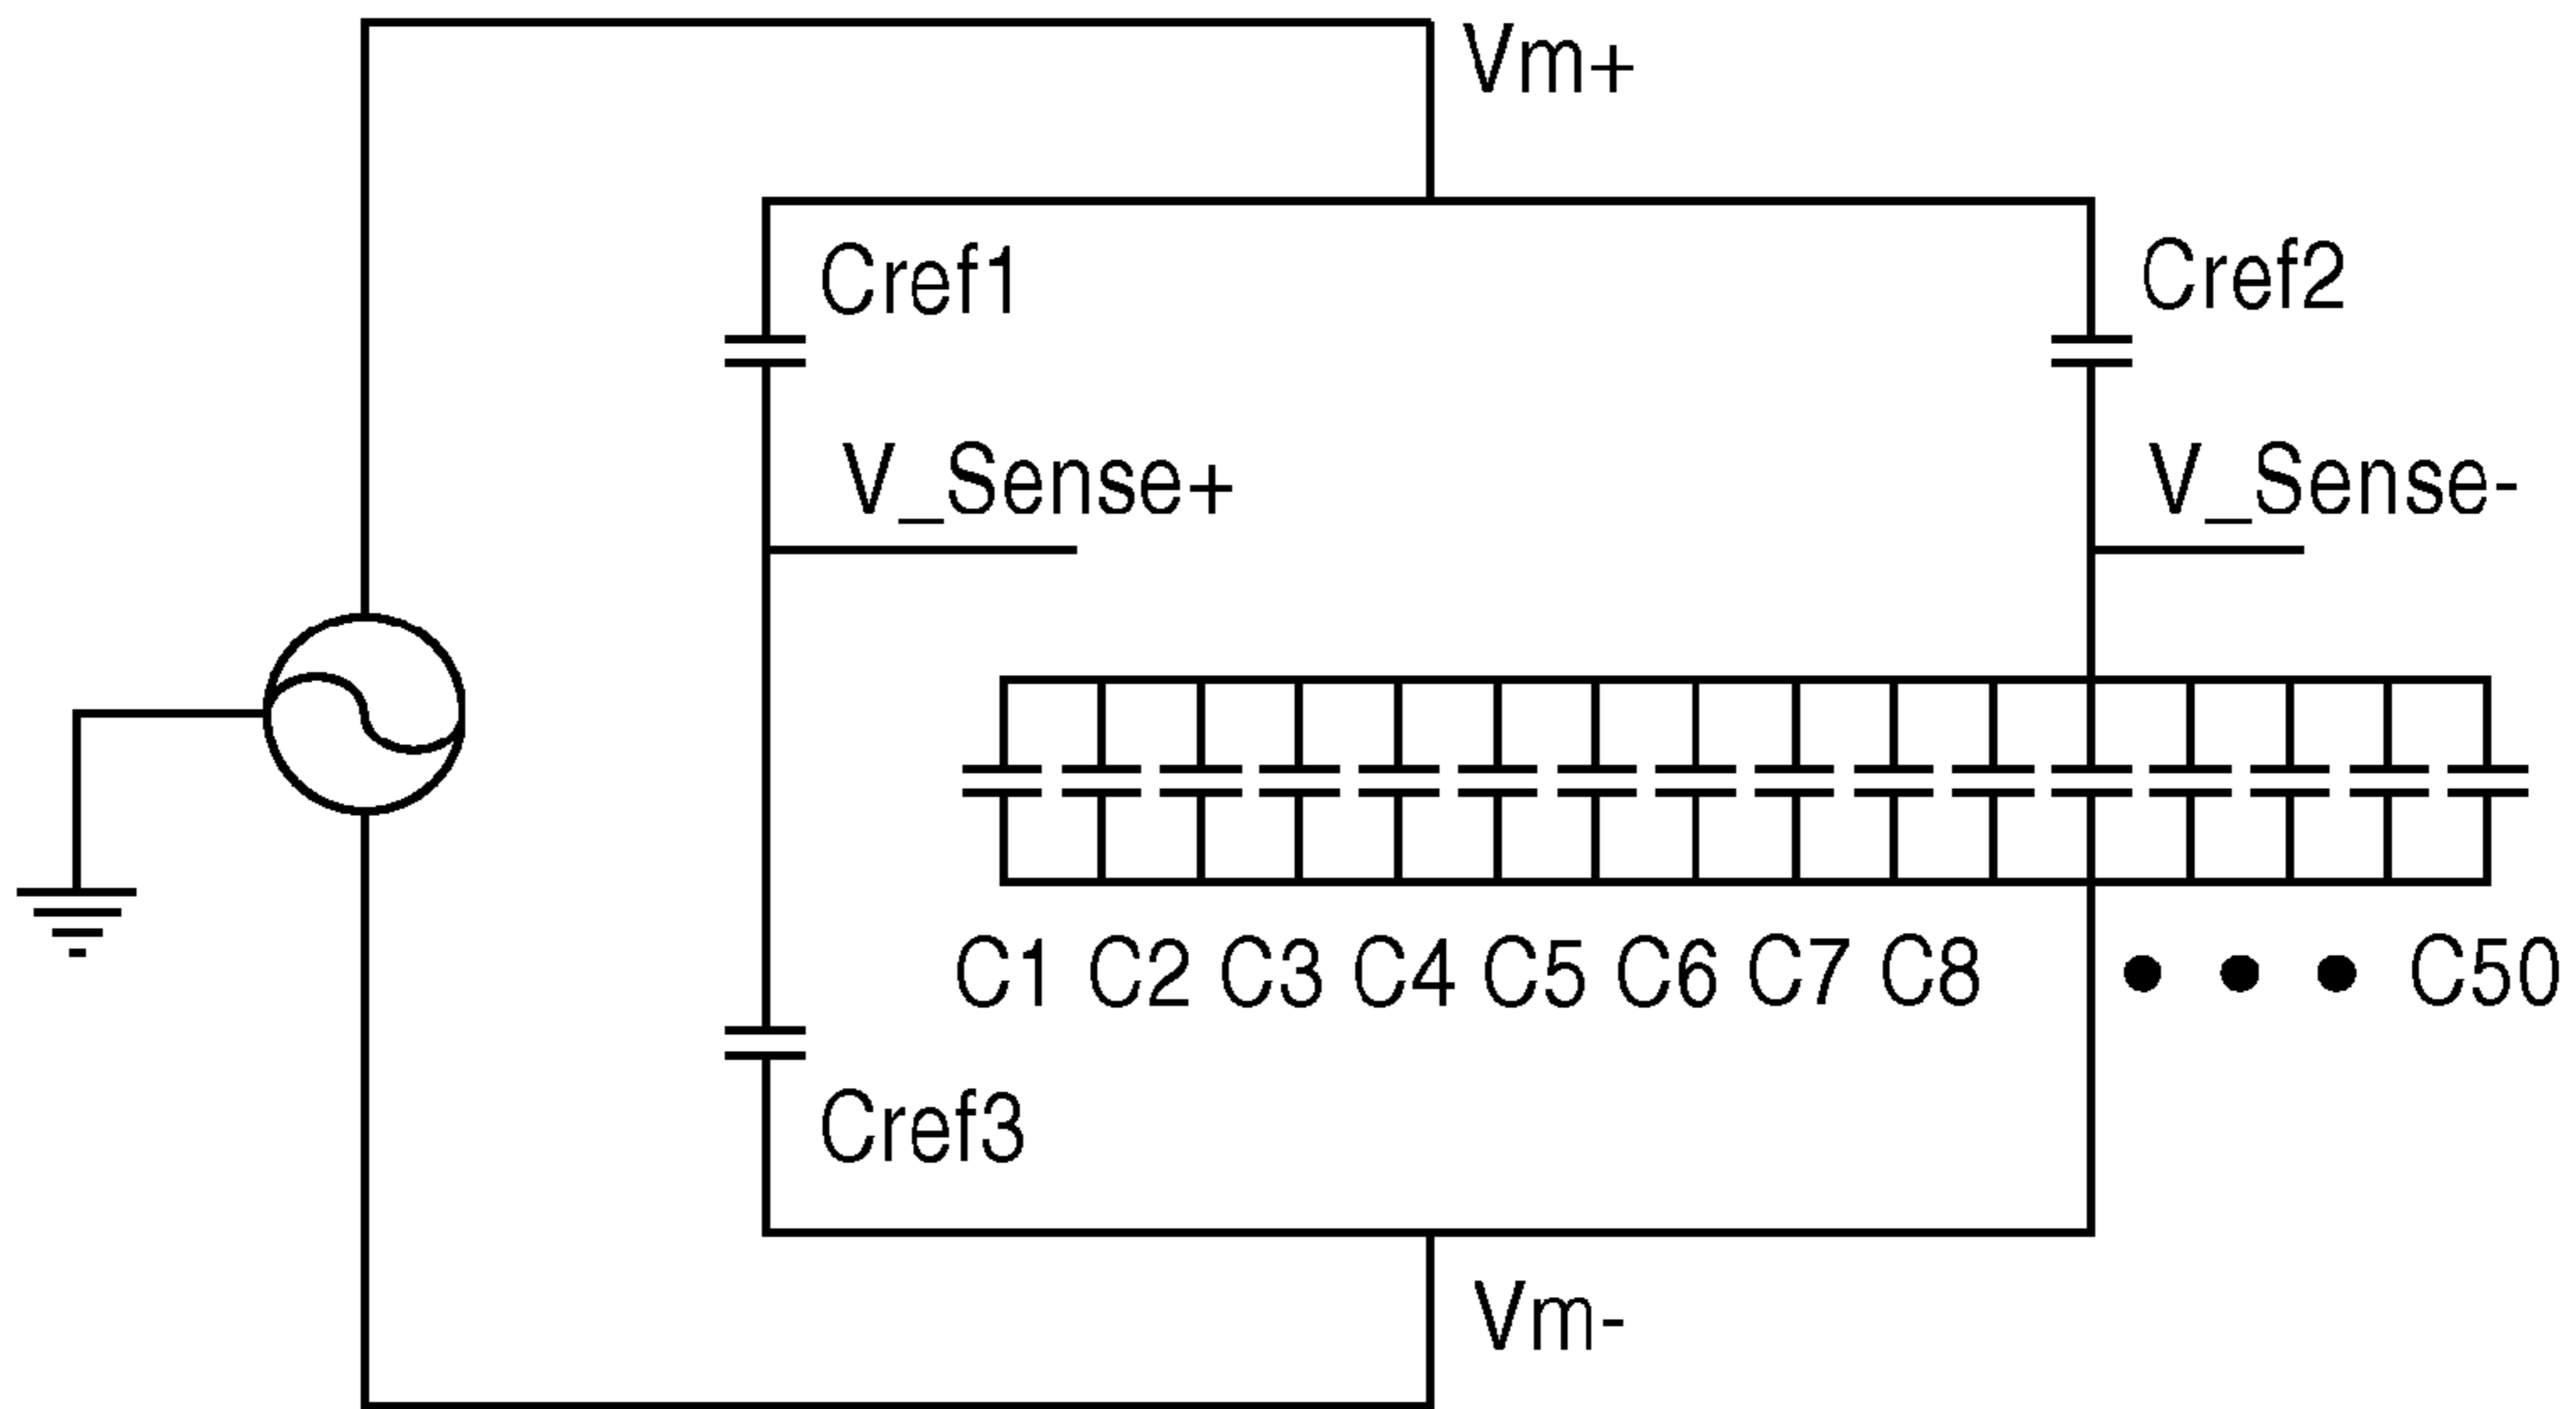 Vm+
Cref1
Cref2
V_Sense+
V_Sense-
C1 C2 C3 C4 C5 C6 C7 C8 • • • C50
Cref3
Vm-